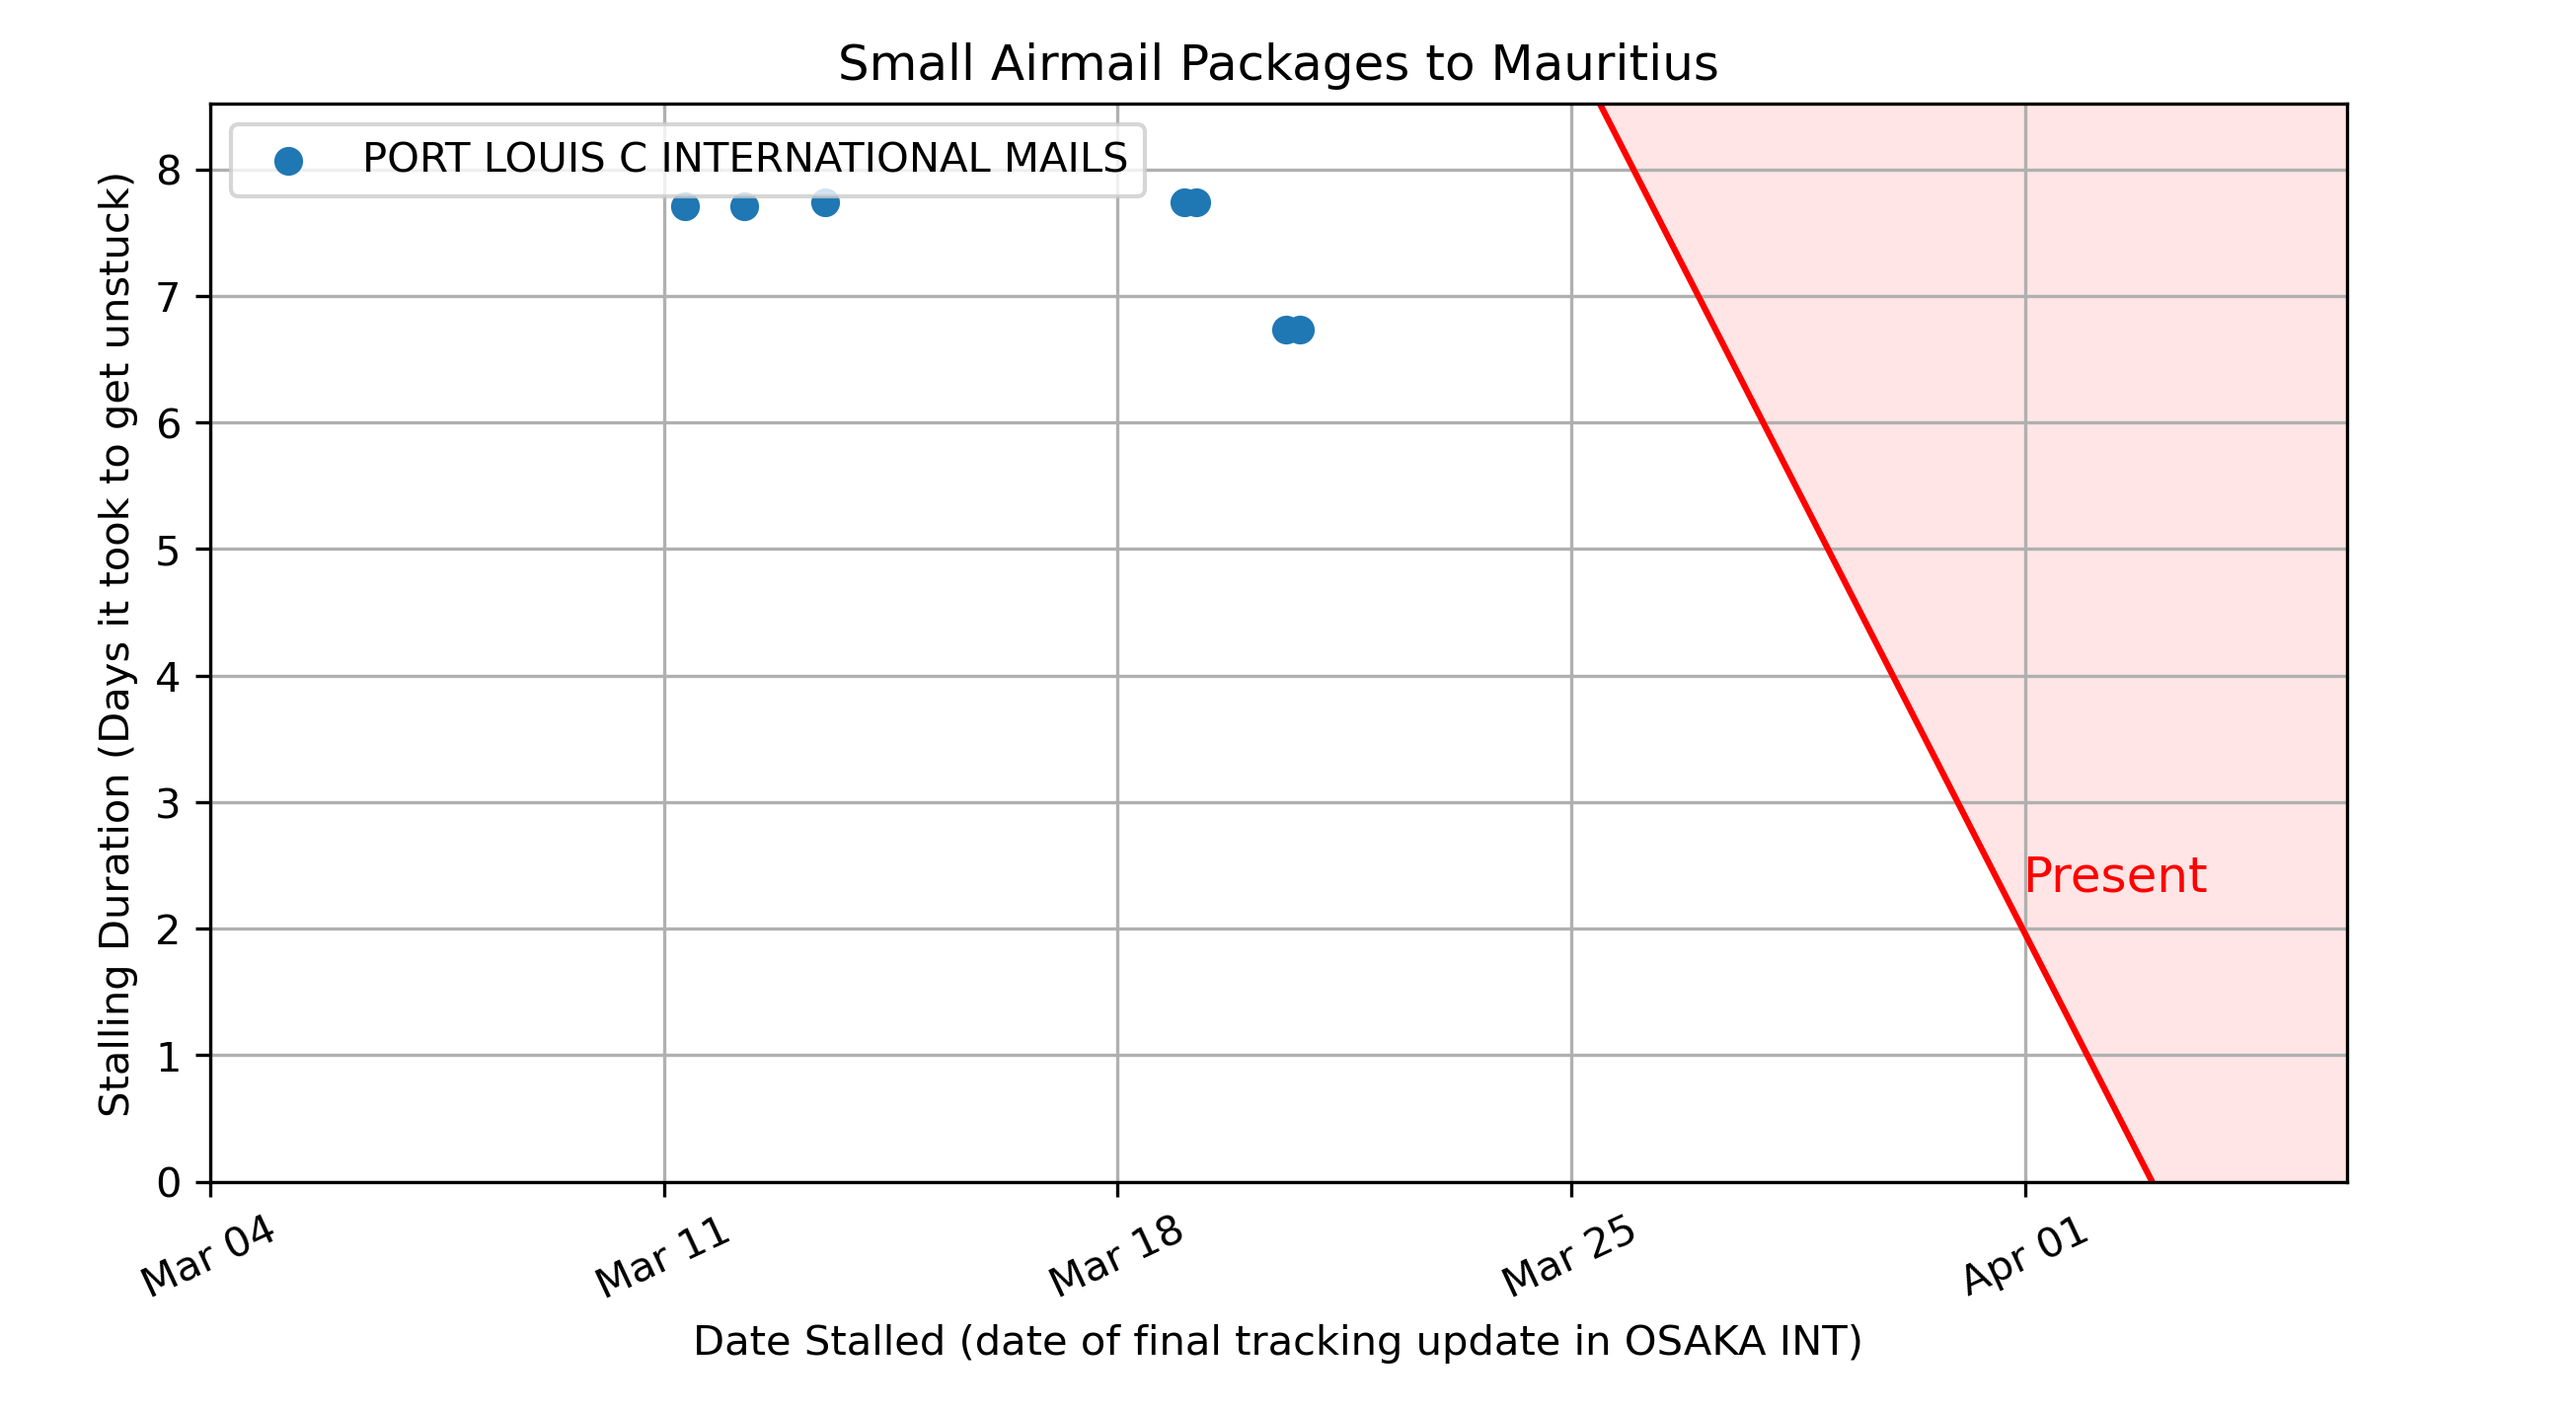 Small Airmail Packages to Mauritius
PORT LOUIS C INTERNATIONAL MAILS
Stalling Duration (Days it took to get unstuck)
8
7
6
5
4
3
2
1
0
Present
Mar 04
Mar 11
Mar 18
Mar 25
Apr 01
Date Stalled (date of final tracking update in OSAKA INT)